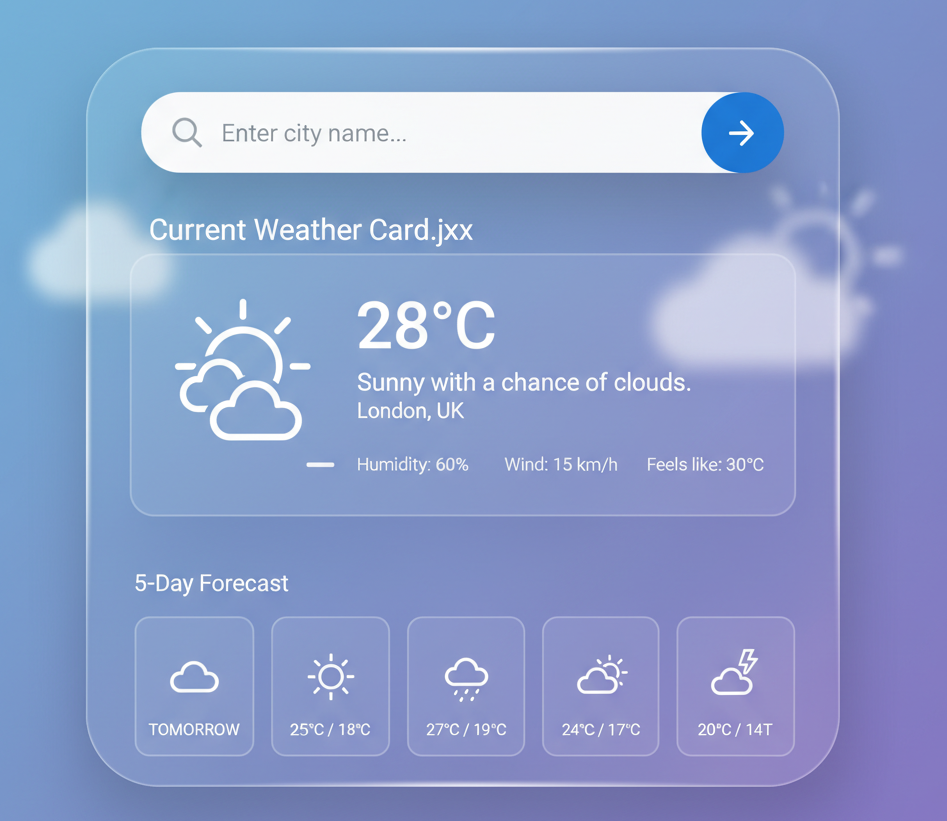 Enter city name...
Current Weather Card.jxx
28°C
Sunny with a chance of clouds.
London, UK
Humidity: 60% Wind: 15 km/h Feels like: 30°C
5-Day Forecast
TOMORROW 25°C / 18°C 27°C / 19°C 24°C / 17°C 20°C / 14T